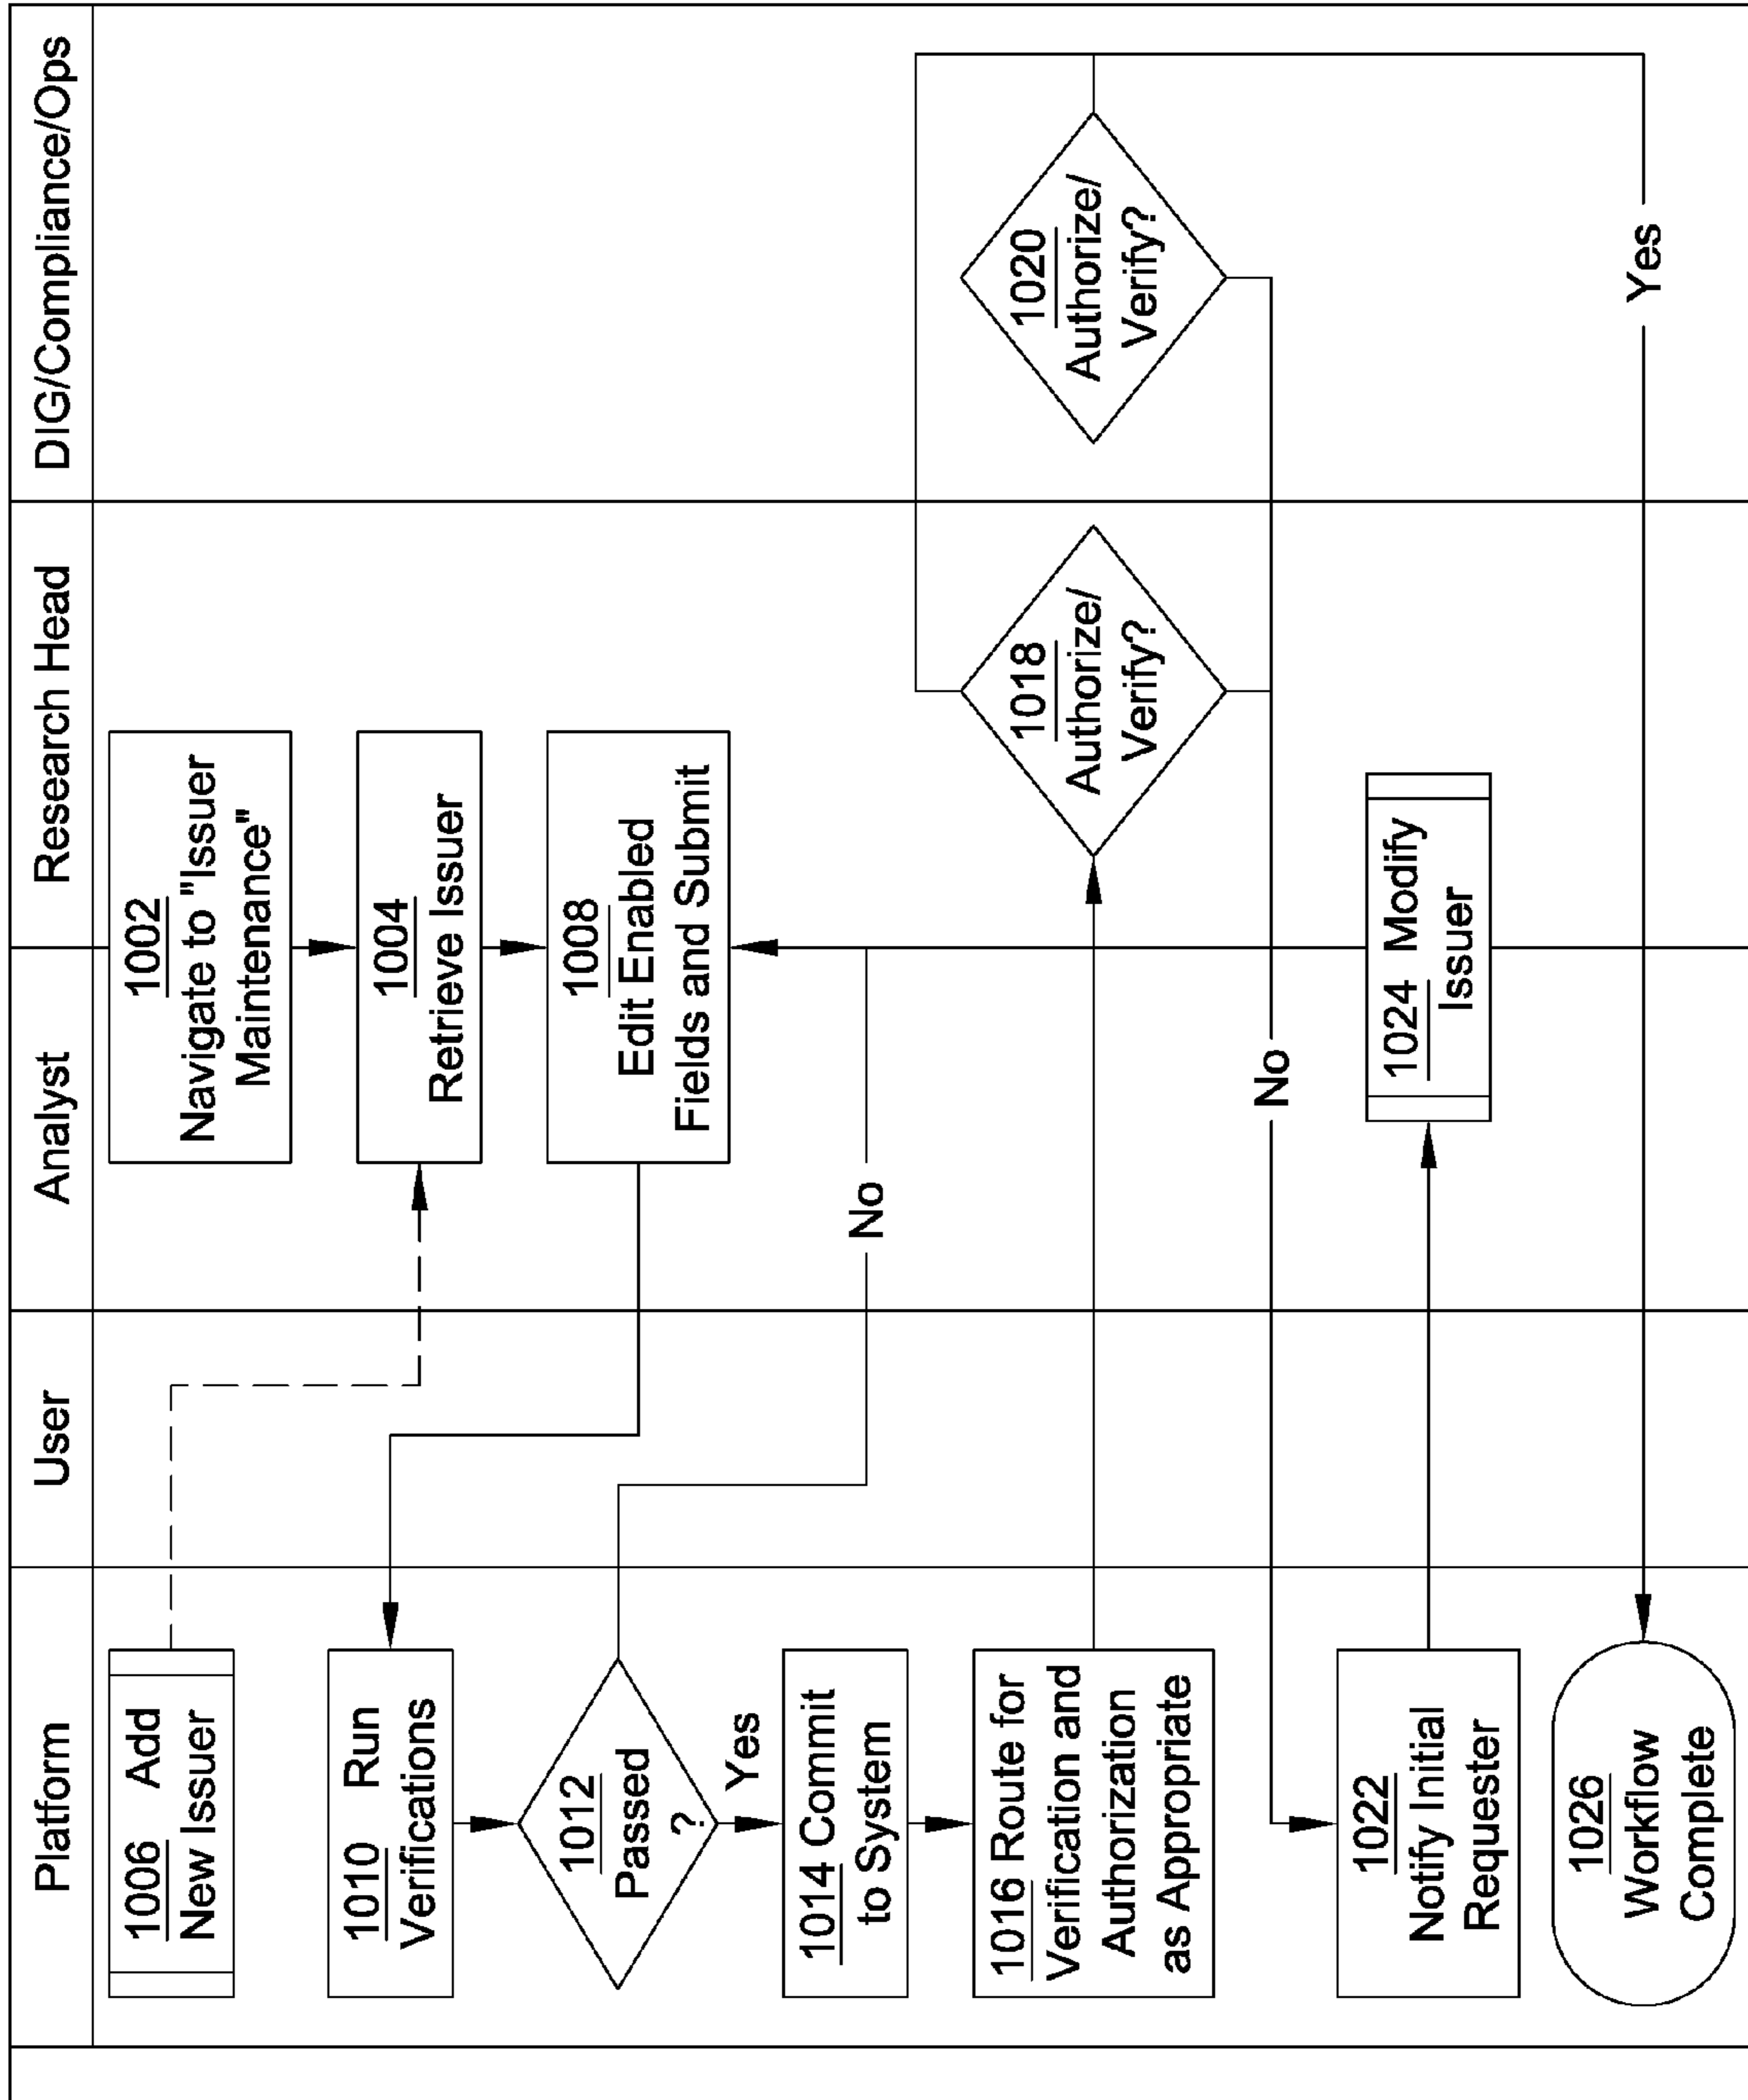 Platform
User
Analyst
Research Head
DIG/Compliance/Ops
1006 Add
New Issuer
1002
Navigate to "Issuer
Maintenance"
1004
Retrieve Issuer
1010 Run
Verifications
1008
Edit Enabled
Fields and Submit
1012
Passed
?
Yes
No
1014 Commit
to System
1016 Route for
Verification and
Authorization
as Appropriate
1018
Authorize/
Verify?
1020
Authorize/
Verify?
No
1022
Notify Initial
Requester
1024 Modify
Issuer
1026
Workflow
Complete
Yes